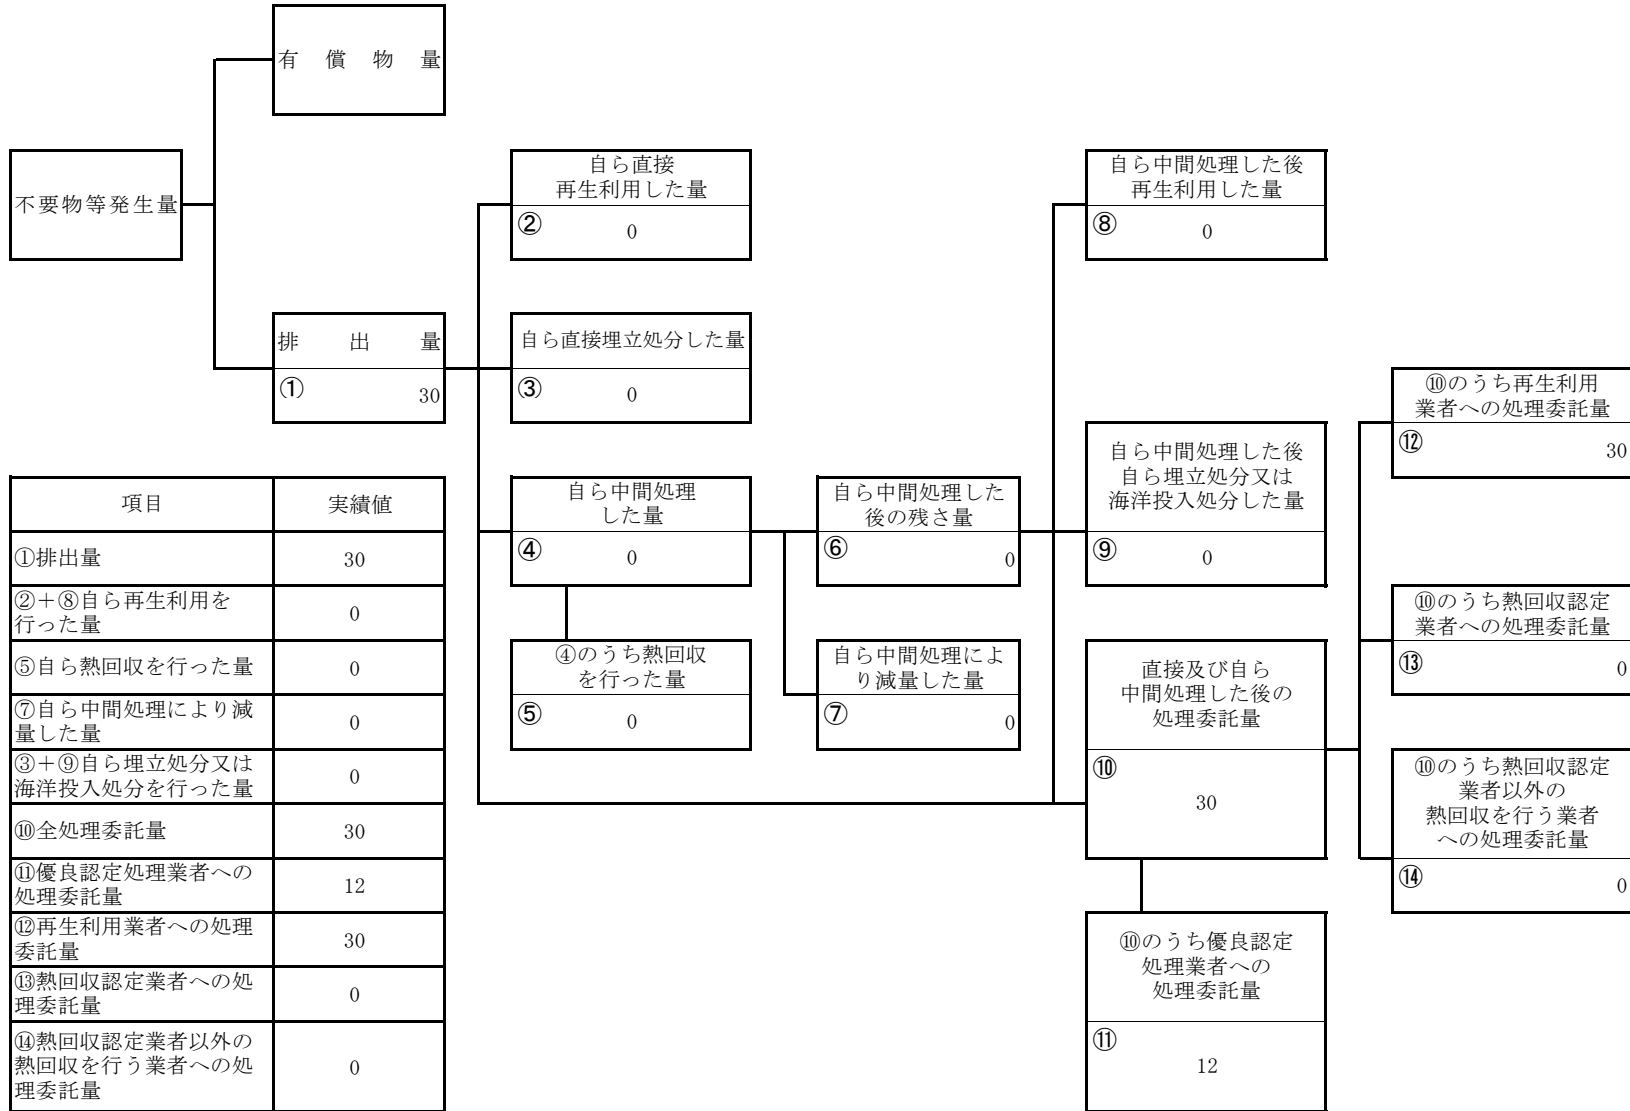 有償物量
不要物等発生量
排出量
① 30
自ら直接
再生利用した量
② 0
自ら直接埋立処分した量
③ 0
自ら中間処理
した量
④ 0
④のうち熱回収
を行った量
⑤ 0
自ら中間処理した
後の残さ量
⑥ 0
自ら中間処理によ
り減量した量
⑦ 0
自ら中間処理した後
再生利用した量
⑧ 0
自ら中間処理した後
自ら埋立処分又は
海洋投入処分した量
⑨ 0
直接及び自ら
中間処理した後の
処理委託量
⑩
30
⑩のうち優良認定
処理業者への
処理委託量
⑪
12
⑩のうち再生利用
業者への処理委託量
⑫ 30
⑩のうち熱回収認定
業者への処理委託量
⑬ 0
⑩のうち熱回収認定
業者以外の
熱回収を行う業者
への処理委託量
⑭ 0
項目 実績値
①排出量 30
②＋⑧自ら再生利用を
行った量 0
⑤自ら熱回収を行った量 0
⑦自ら中間処理により減
量した量 0
③＋⑨自ら埋立処分又は
海洋投入処分を行った量 0
⑩全処理委託量 30
⑪優良認定処理業者への
処理委託量 12
⑫再生利用業者への処理
委託量 30
⑬熱回収認定業者への処
理委託量 0
⑭熱回収認定業者以外の
熱回収を行う業者への処
理委託量 0